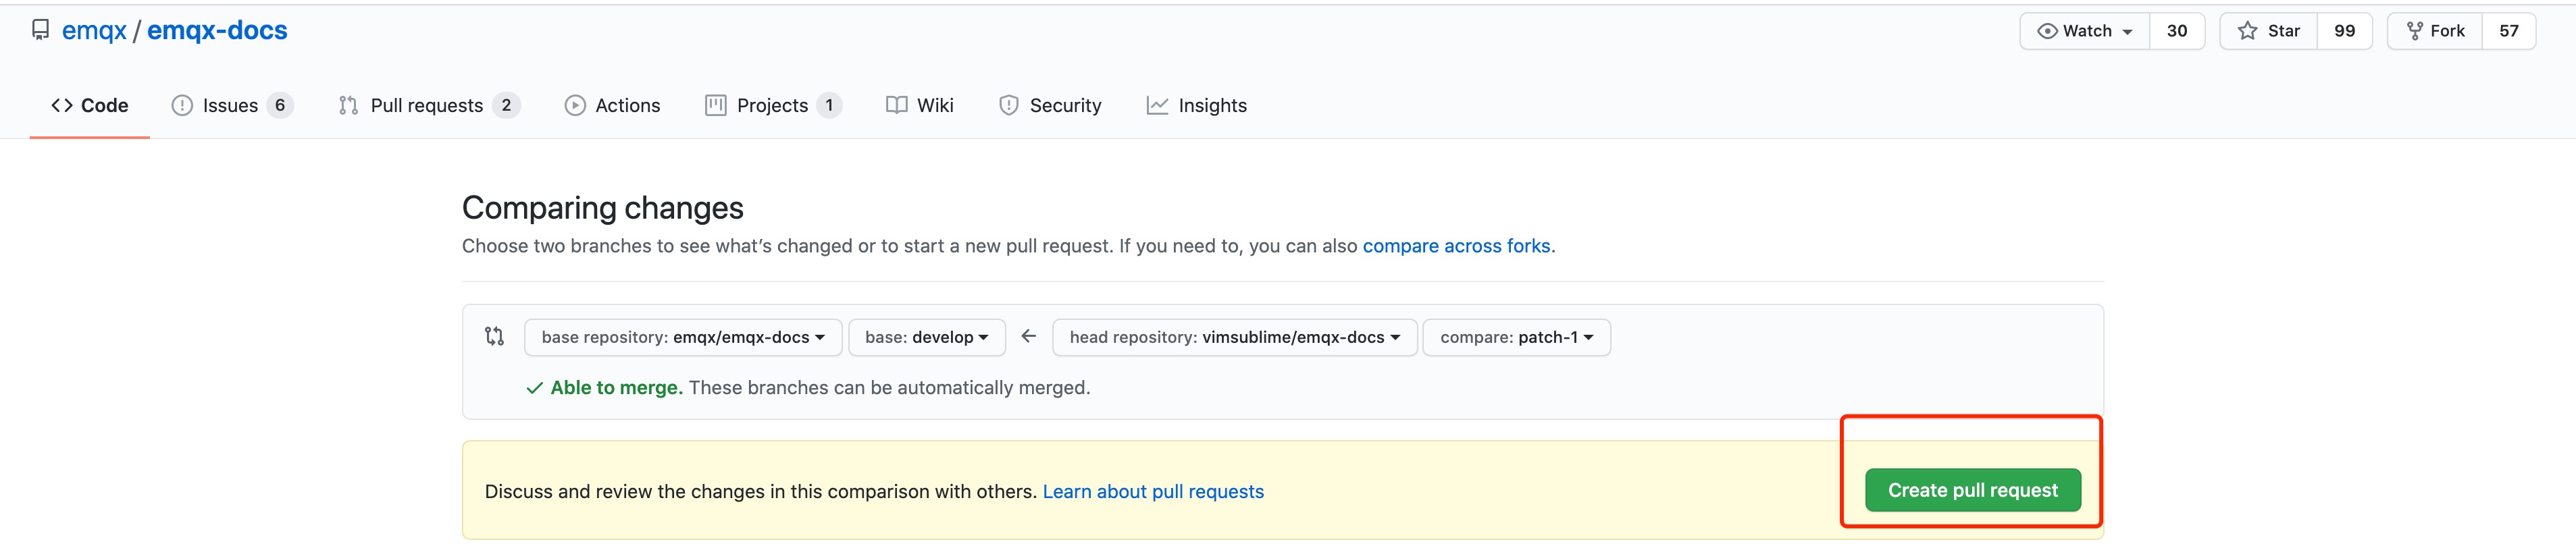 emqx / emqx-docs
Watch 30 Star 99 Fork 57
Code Issues 6 Pull requests 2 Actions Projects 1 Wiki Security Insights
Comparing changes
Choose two branches to see what's changed or to start a new pull request. If you need to, you can also compare across forks.
base repository: emqx/emqx-docs base: develop ← head repository: vimsublime/emqx-docs compare: patch-1
Able to merge. These branches can be automatically merged.
Discuss and review the changes in this comparison with others. Learn about pull requests
Create pull request